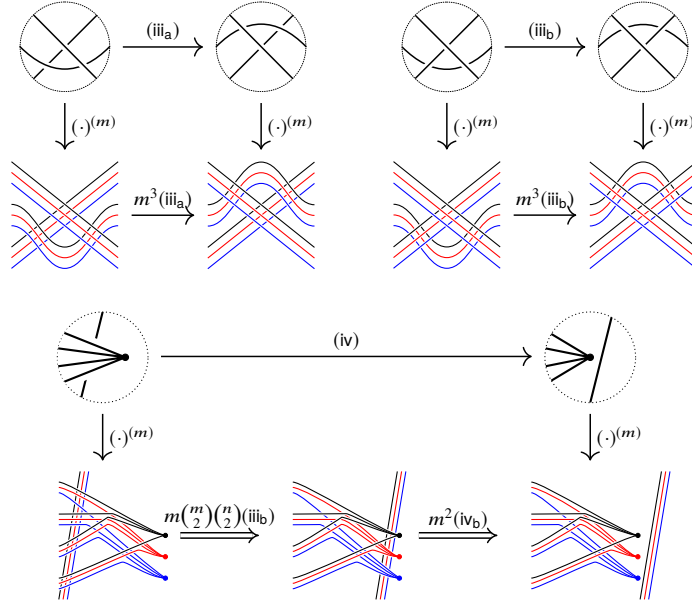 (iii_a) (iii_b)
(·)^(m) (·)^(m) (·)^(m) (·)^(m)
m^3(iii_a) m^3(iii_b)
(iv)
(·)^(m) (·)^(m)
m\binom{m}{2}\binom{n}{2}(iii_b) m^2(iv_b)